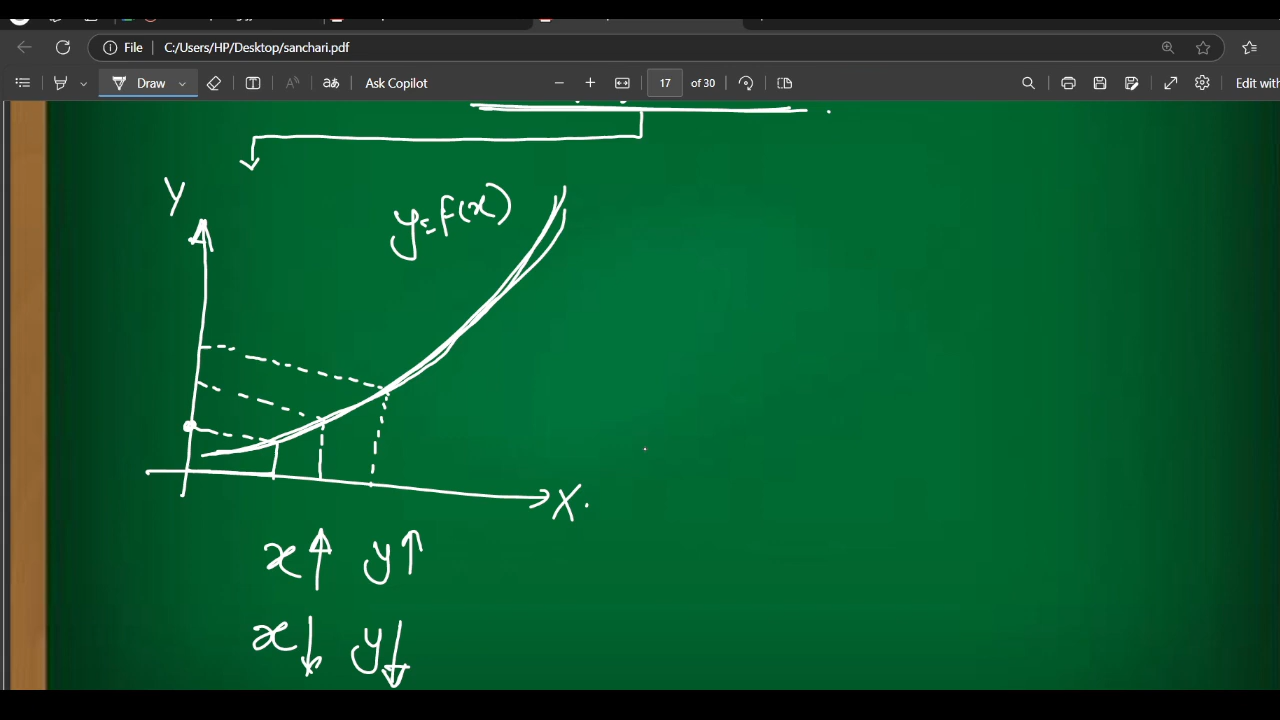 File | C:/Users/HP/Desktop/sanchari.pdf
Draw Ask Copilot 17 of 30 Edit with
Y
y=f(x)
X.
x↑ y↑
x↓ y↓